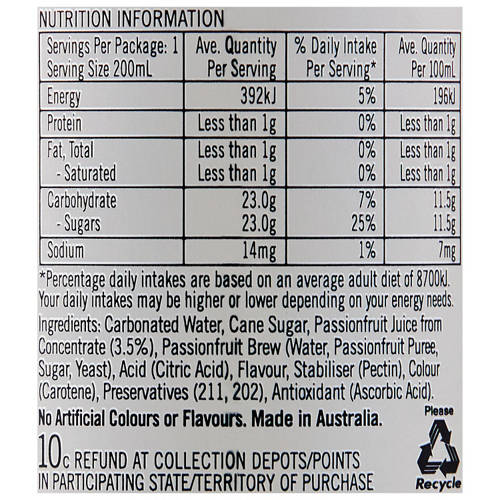 NUTRITION INFORMATION
Servings Per Package: 1 Ave. Quantity % Daily Intake Ave. Quantity
Serving Size 200mL Per Serving Per Serving* Per 100mL
Energy 392kJ 5% 196kJ
Protein Less than 1g 0% Less than 1g
Fat, Total Less than 1g 0% Less than 1g
- Saturated Less than 1g 0% Less than 1g
Carbohydrate 23.0g 7% 11.5g
- Sugars 23.0g 25% 11.5g
Sodium 14mg 1% 7mg
*Percentage daily intakes are based on an average adult diet of 8700kJ.
Your daily intakes may be higher or lower depending on your energy needs.
Ingredients: Carbonated Water, Cane Sugar, Passionfruit Juice from
Concentrate (3.5%), Passionfruit Brew (Water, Passionfruit Puree,
Sugar, Yeast), Acid (Citric Acid), Flavour, Stabiliser (Pectin), Colour
(Carotene), Preservatives (211, 202), Antioxidant (Ascorbic Acid).
No Artificial Colours or Flavours. Made in Australia.
10c REFUND AT COLLECTION DEPOTS/POINTS
IN PARTICIPATING STATE/TERRITORY OF PURCHASE
Please
Recycle